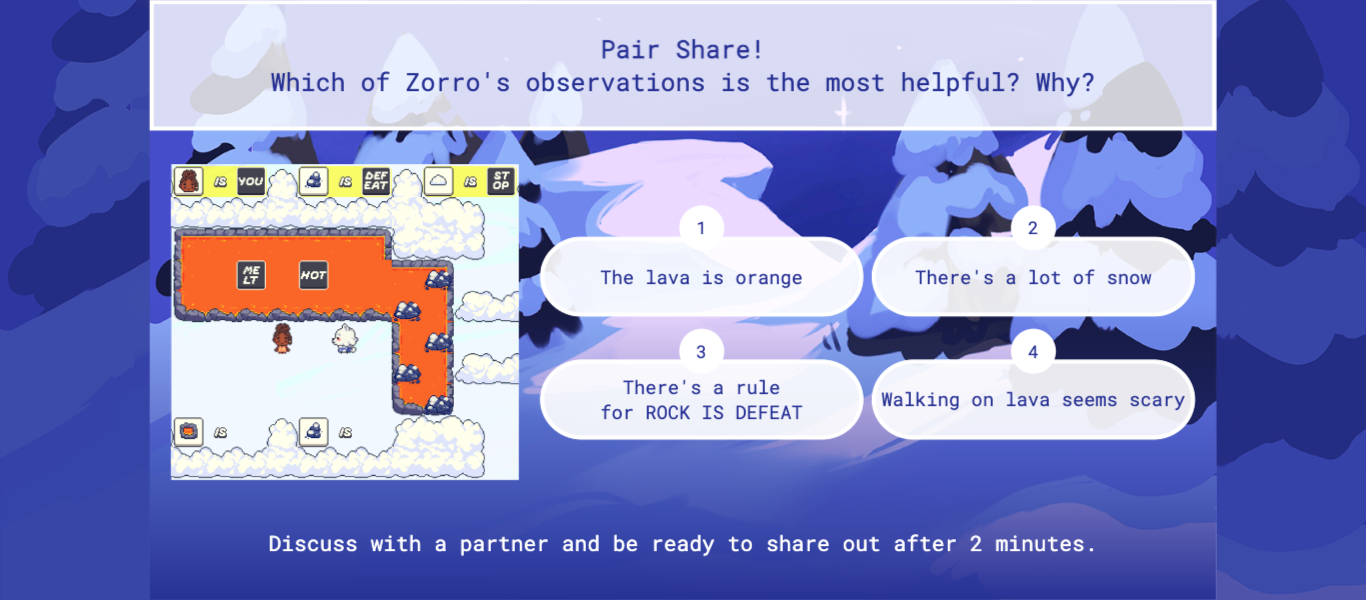 Pair Share!
Which of Zorro's observations is the most helpful? Why?
IS YOU IS DEF EAT IS ST OP
ME LT HOT
IS IS
1
The lava is orange
2
There's a lot of snow
3
There's a rule
for ROCK IS DEFEAT
4
Walking on lava seems scary
Discuss with a partner and be ready to share out after 2 minutes.